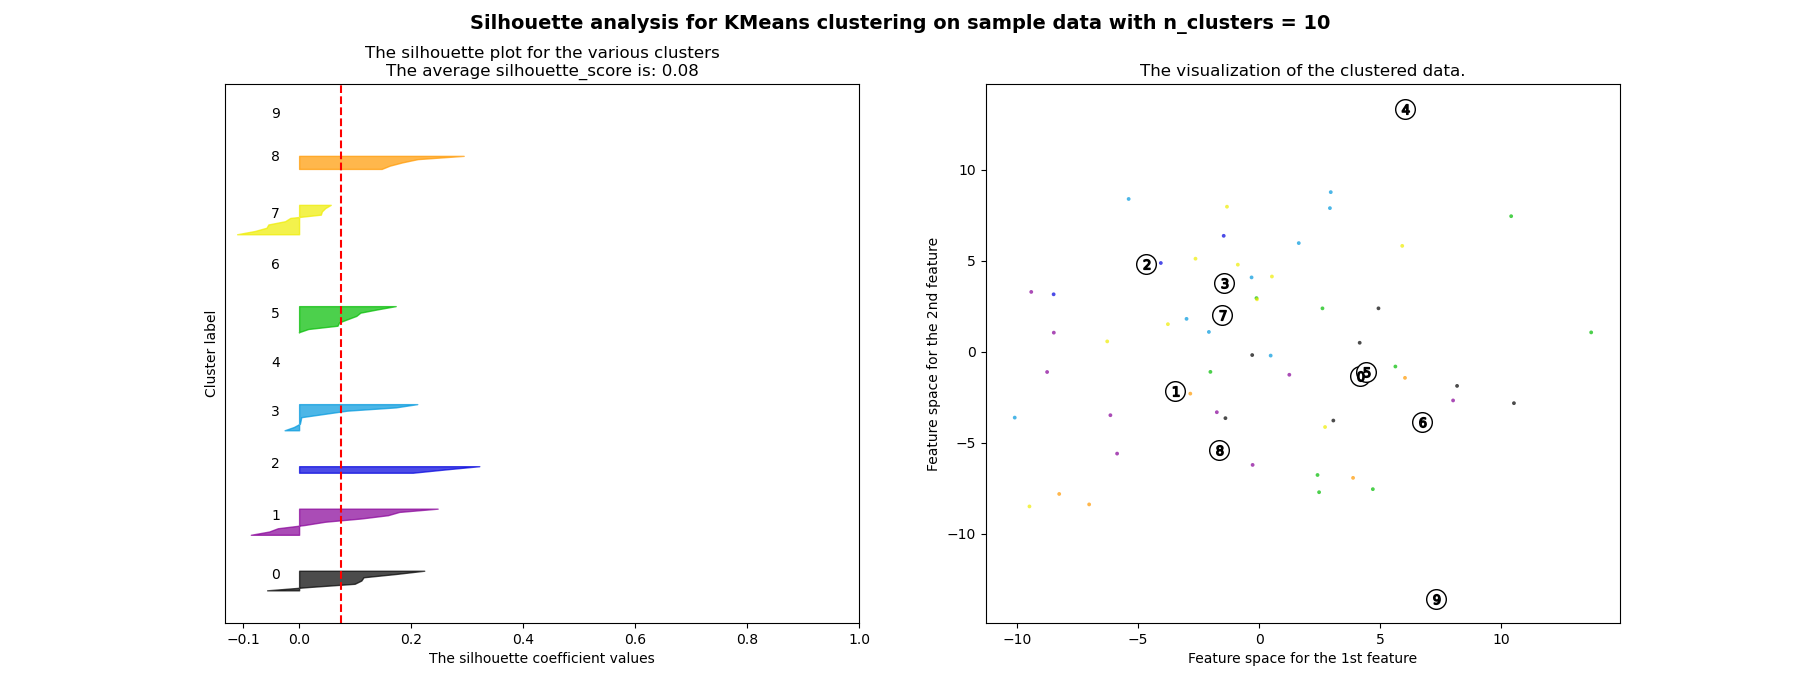 Silhouette analysis for KMeans clustering on sample data with n_clusters = 10
The silhouette plot for the various clusters
The average silhouette_score is: 0.08
Cluster label
9
8
7
6
5
4
3
2
1
0
−0.1 0.0 0.2 0.4 0.6 0.8 1.0
The silhouette coefficient values
The visualization of the clustered data.
Feature space for the 2nd feature
10
5
0
−5
−10
4
2
3
7
5
0
1
6
8
9
−10 −5 0 5 10
Feature space for the 1st feature